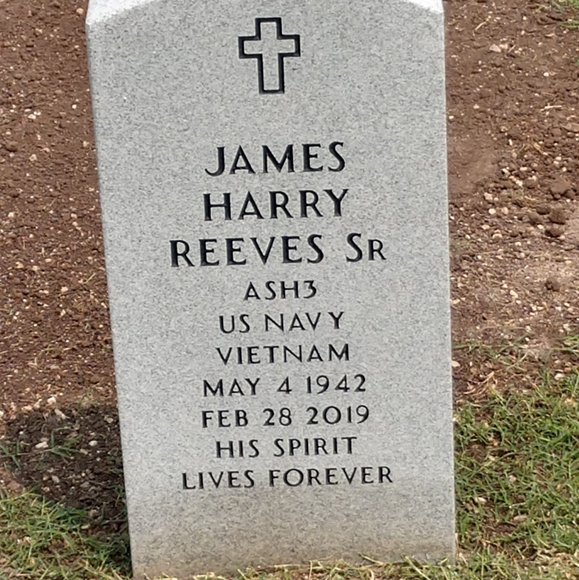 JAMES
HARRY
REEVES SR
ASH3
US NAVY
VIETNAM
MAY 4 1942
FEB 28 2019
HIS SPIRIT
LIVES FOREVER